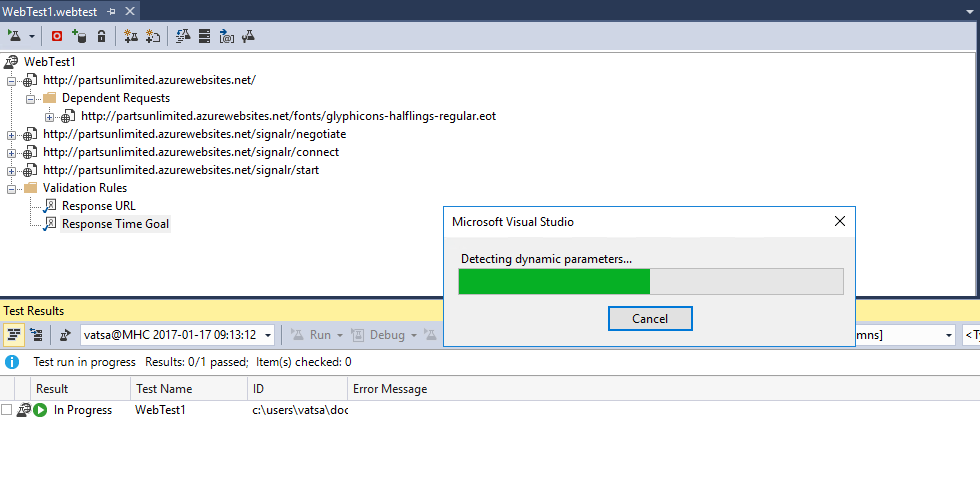 WebTest1.webtest
WebTest1
http://partsunlimited.azurewebsites.net/
Dependent Requests
http://partsunlimited.azurewebsites.net/fonts/glyphicons-halflings-regular.eot
http://partsunlimited.azurewebsites.net/signalr/negotiate
http://partsunlimited.azurewebsites.net/signalr/connect
http://partsunlimited.azurewebsites.net/signalr/start
Validation Rules
Response URL
Response Time Goal
Microsoft Visual Studio
Detecting dynamic parameters...
Cancel
Test Results
vatsa@MHC 2017-01-17 09:13:12 Run Debug mns] <Ty
Test run in progress Results: 0/1 passed; Item(s) checked: 0
Result Test Name ID Error Message
In Progress WebTest1 c:\users\vatsa\doc